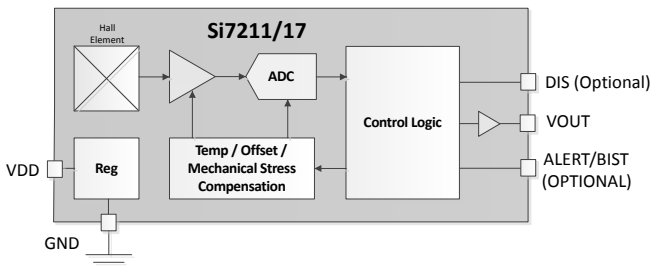 Si7211/17
Hall
Element
ADC
Control Logic
Temp / Offset /
Mechanical Stress
Compensation
Reg
VDD
GND
DIS (Optional)
VOUT
ALERT/BIST
(OPTIONAL)